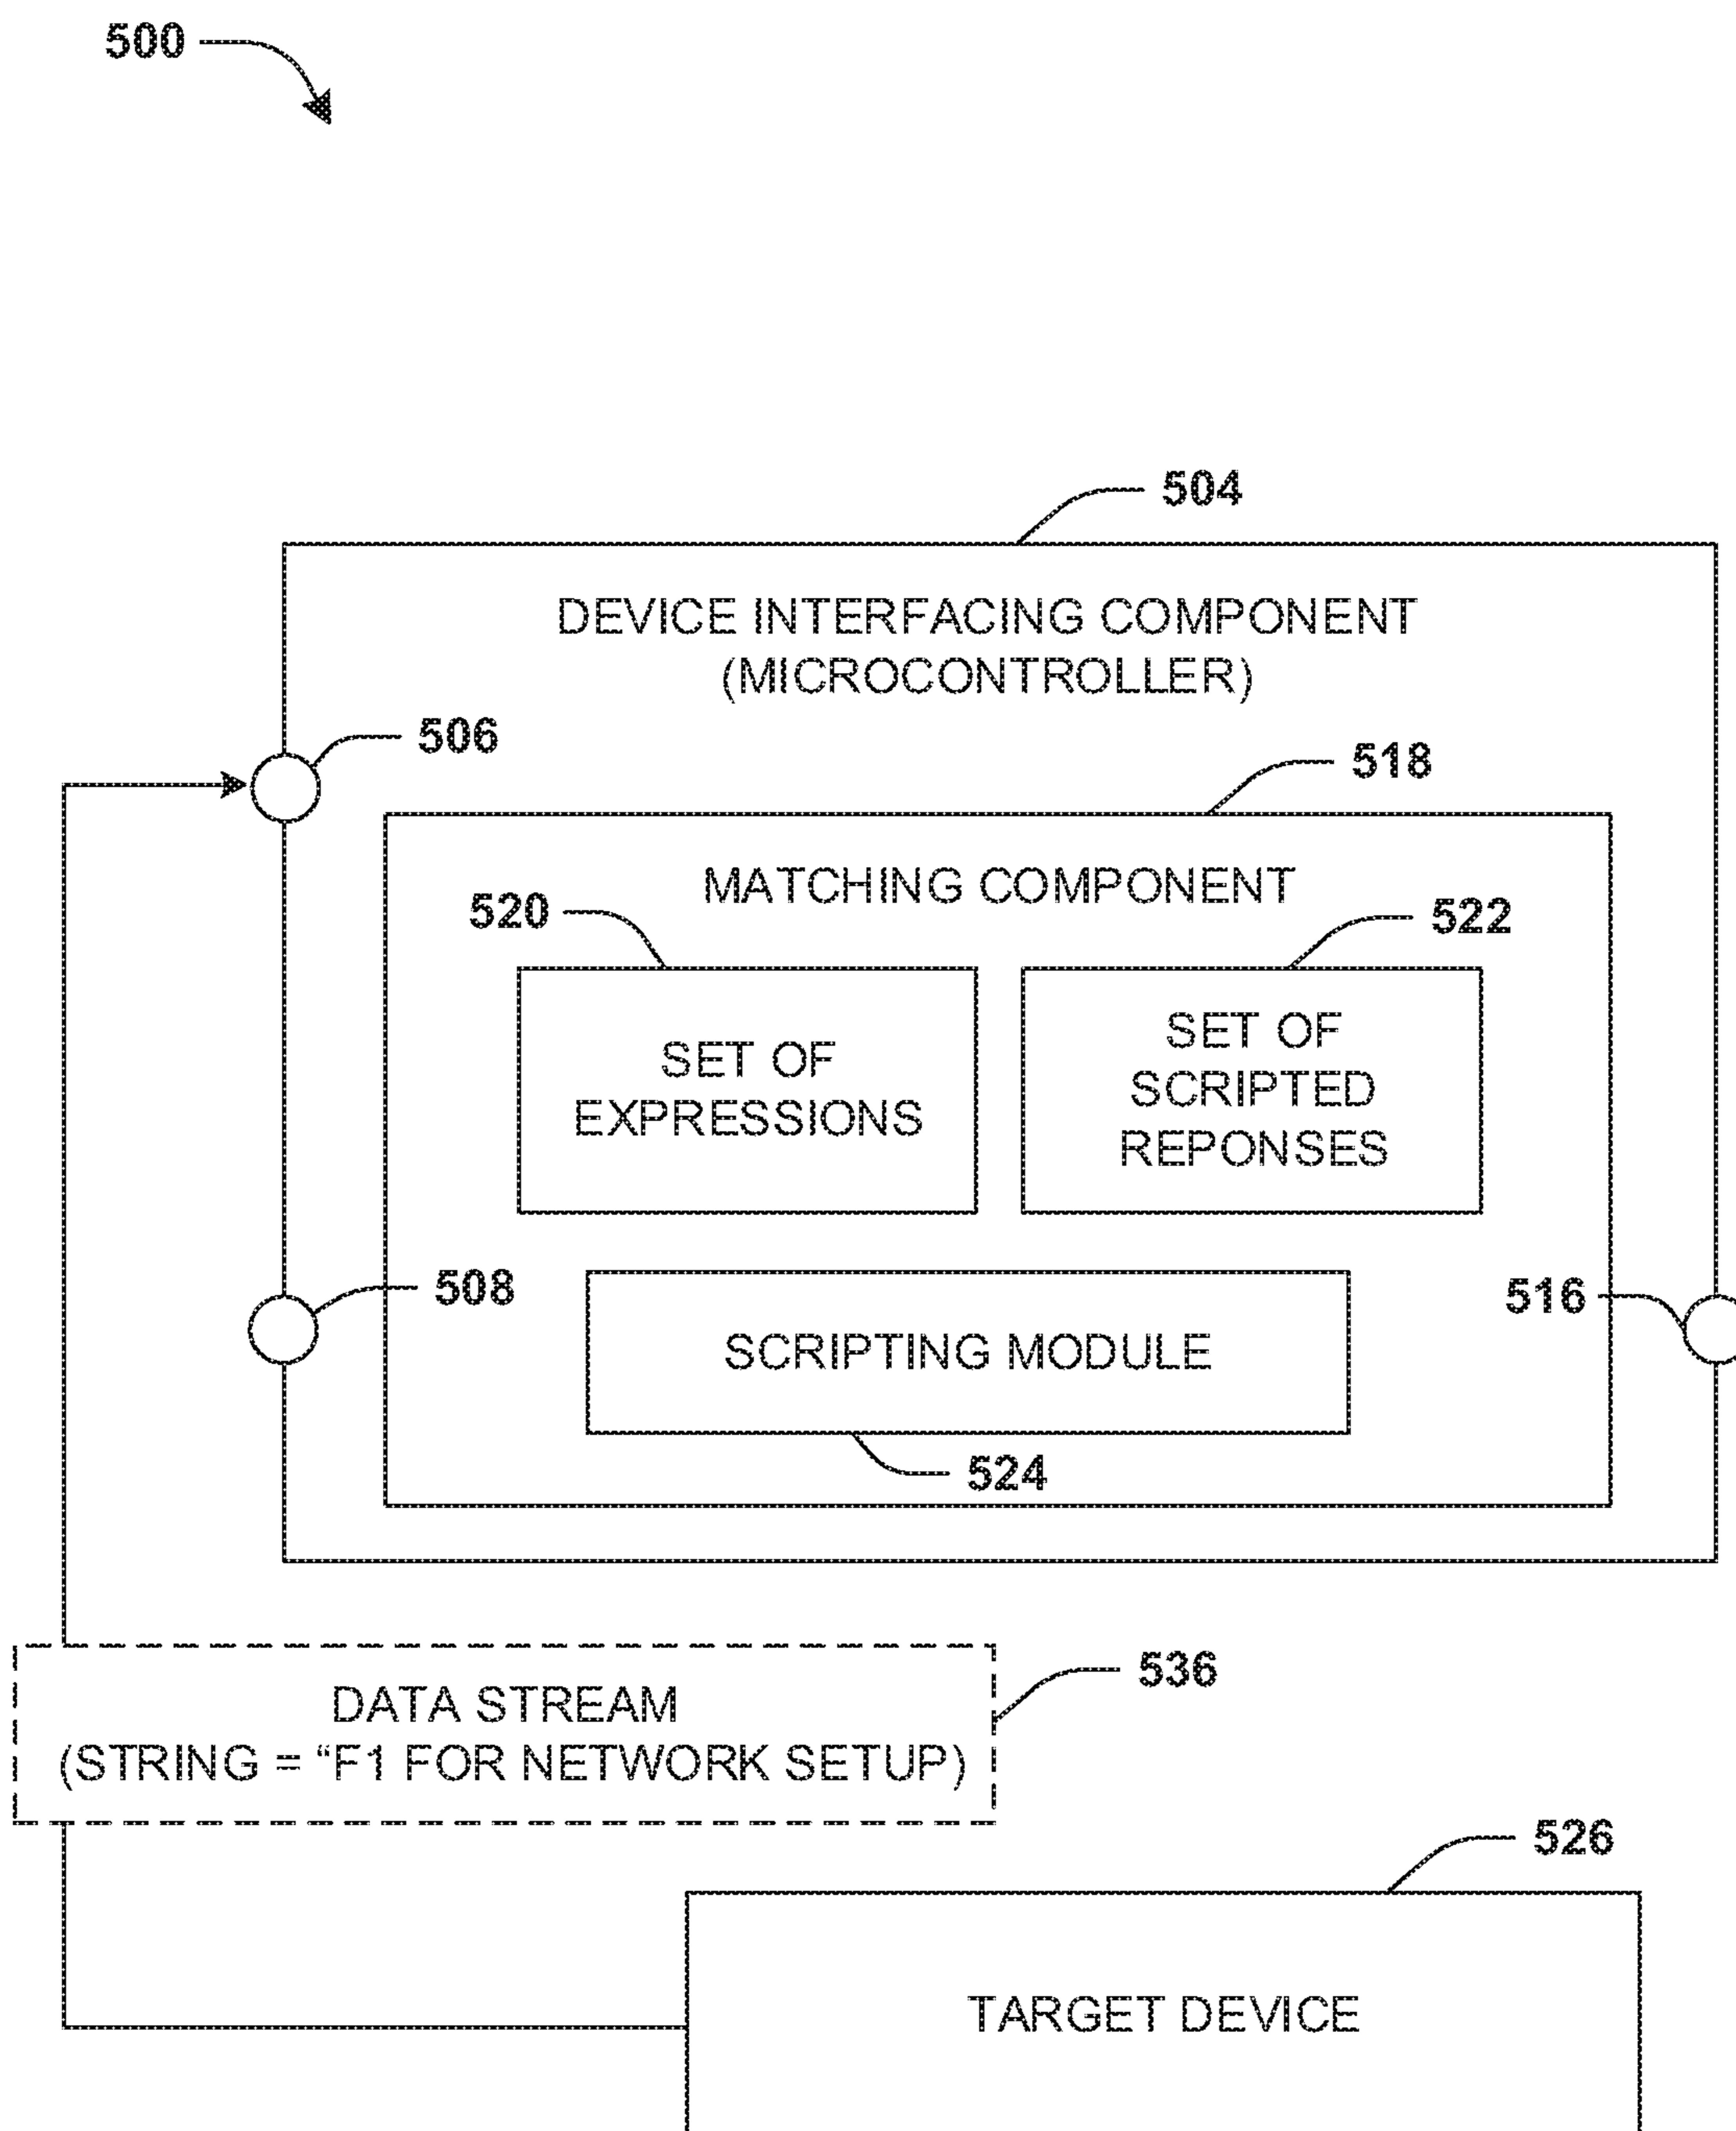 500
504
DEVICE INTERFACING COMPONENT
(MICROCONTROLLER)
506
518
MATCHING COMPONENT
520
522
SET OF
EXPRESSIONS
SET OF
SCRIPTED
REPONSES
508
516
SCRIPTING MODULE
524
536
DATA STREAM
(STRING = “F1 FOR NETWORK SETUP)
526
TARGET DEVICE